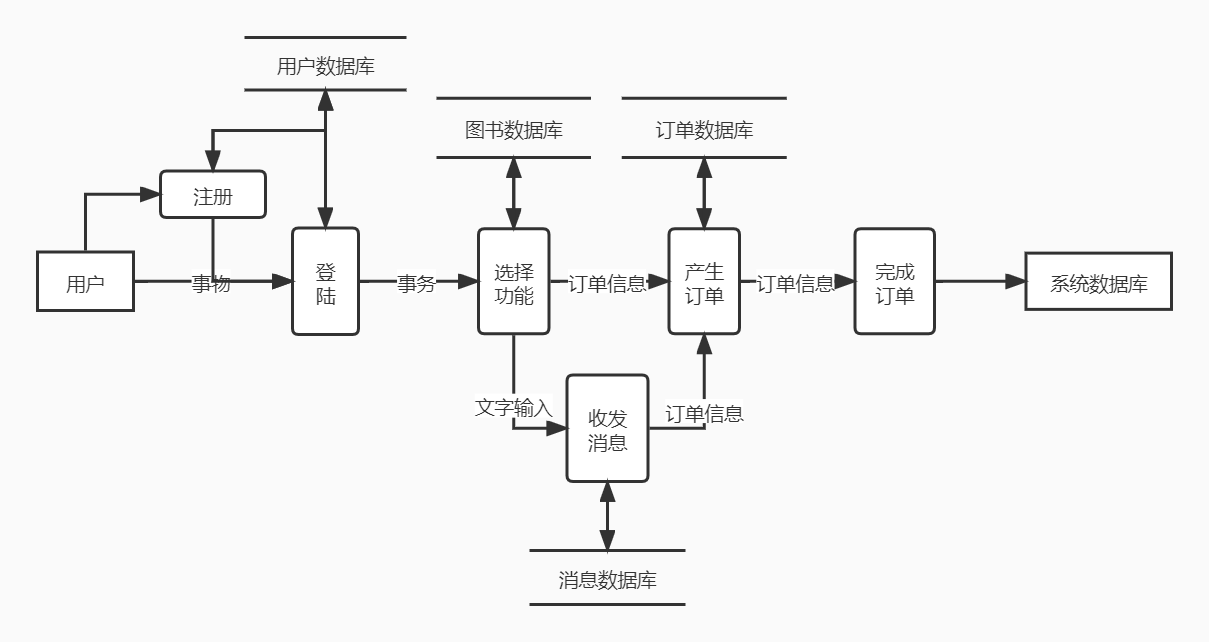 用户数据库
图书数据库
订单数据库
注册
用户
事物
登
陆
事务
选择
功能
订单信息
产生
订单
订单信息
完成
订单
系统数据库
文字输入
收发
消息
订单信息
消息数据库